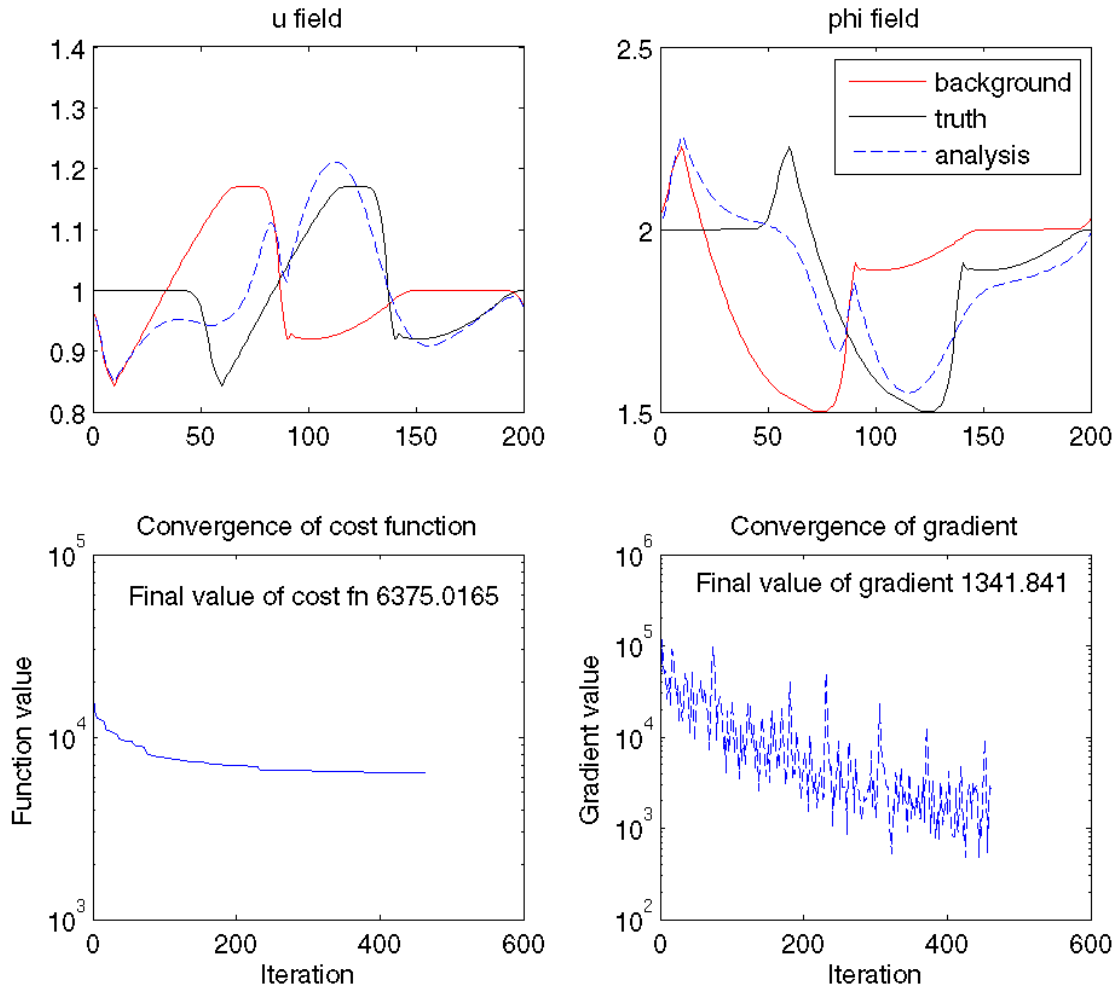 u field
1.4
1.3
1.2
1.1
1
0.9
0.8
0 50 100 150 200
phi field
2.5
2
1.5
0 50 100 150 200
background
truth
analysis
Convergence of cost function
10^5
10^4
10^3
Final value of cost fn 6375.0165
Function value
0 200 400 600
Iteration
Convergence of gradient
10^6
10^5
10^4
10^3
10^2
Final value of gradient 1341.841
Gradient value
0 200 400 600
Iteration